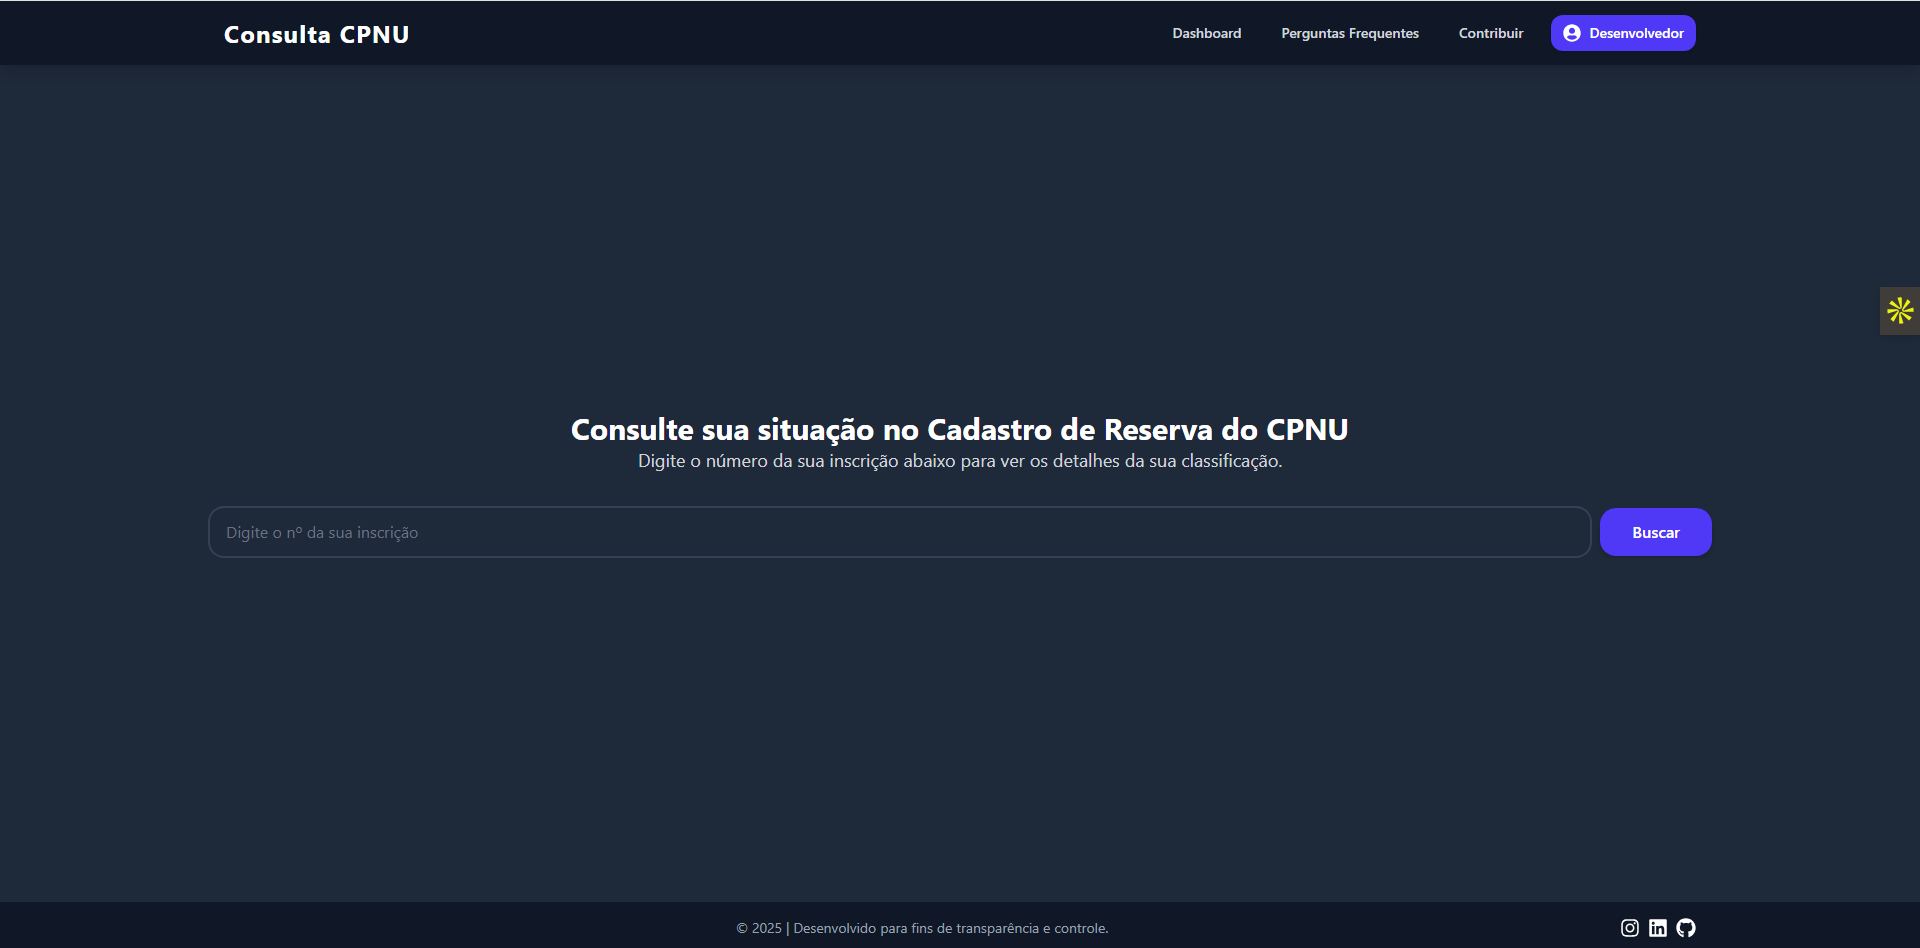 Consulta CPNU
Dashboard
Perguntas Frequentes
Contribuir
Desenvolvedor
Consulte sua situação no Cadastro de Reserva do CPNU
Digite o número da sua inscrição abaixo para ver os detalhes da sua classificação.
Digite o nº da sua inscrição
Buscar
© 2025 | Desenvolvido para fins de transparência e controle.